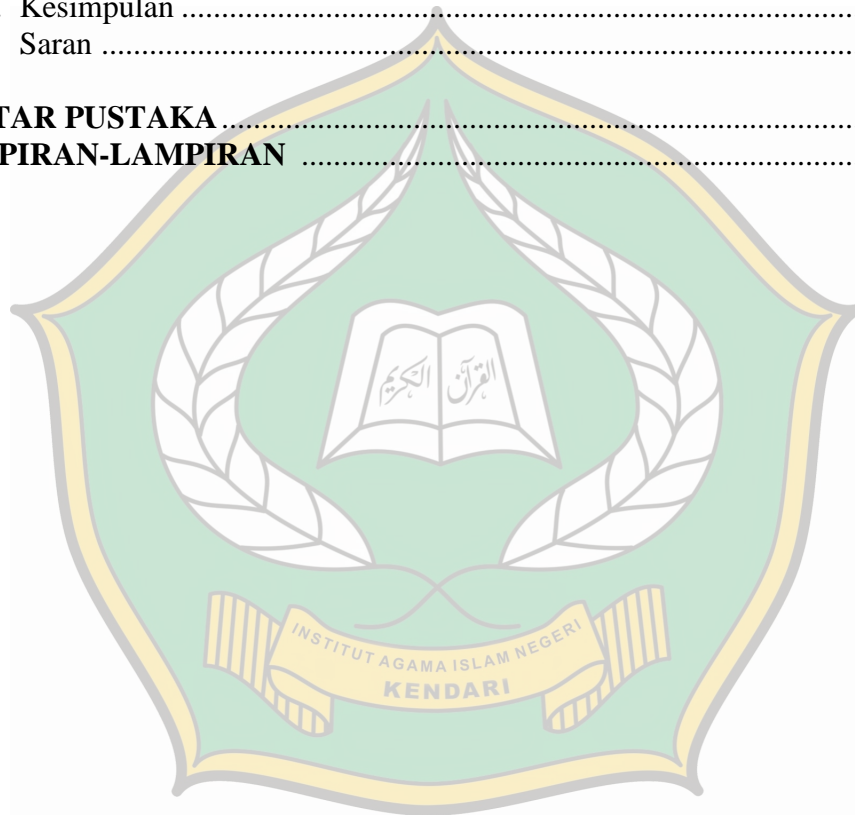 Kesimpulan ....................................................................................
Saran ...............................................................................................
TAR PUSTAKA ...............................................................................
PIRAN-LAMPIRAN .....................................................................
القرآن الكريم
INSTITUT AGAMA ISLAM NEGERI
KENDARI